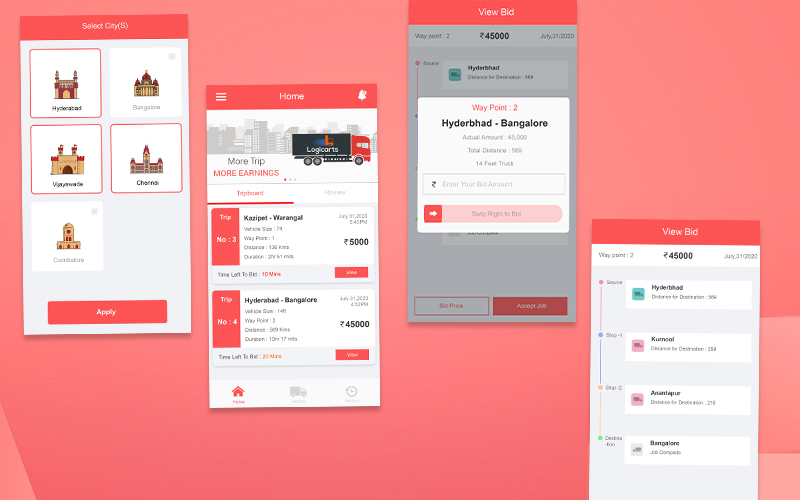 Select City(S)
Hyderabad
Bangalore
Vijayawada
Chennai
Coimbatore
Apply
Home
Logicarts
More Trip
MORE EARNINGS
Tripboard
Review
Trip
No : 3
Kazipet - Warangal
July 31,2020
5:43PM
Vehicle Size : 79
Way Point : 1
Distance : 136 Kms
Duration : 2hr 51 mits
₹5000
Time Left To Bid : 10 Mins
View
Trip
No : 4
Hyderabad - Bangalore
July 31,2020
4:53PM
Vehicle Size : 14ft
Way Point : 2
Distance : 569 Kms
Duration : 10hr 17 mits
₹45000
Time Left To Bid : 20 Mins
View
Home
History
View Bid
Way point : 2
₹45000
July,31/2020
Source
Hyderbhad
Distance for Destination : 569
Way Point : 2
Hyderbhad - Bangalore
Actual Amount : 45,000
Total Distance : 569
14 Feet Truck
₹ Enter Your Bid Amount
Swip Right to Bid
Job Complete
Bid Price
Accept Job
View Bid
Way point : 2
₹45000
July,31/2020
Source
Hyderbhad
Distance for Destination : 569
Stop -1
Kurnool
Distance for Destination : 359
Stop -2
Anantapur
Distance for Destination : 215
Destina
-tion
Bangalore
Job Complete